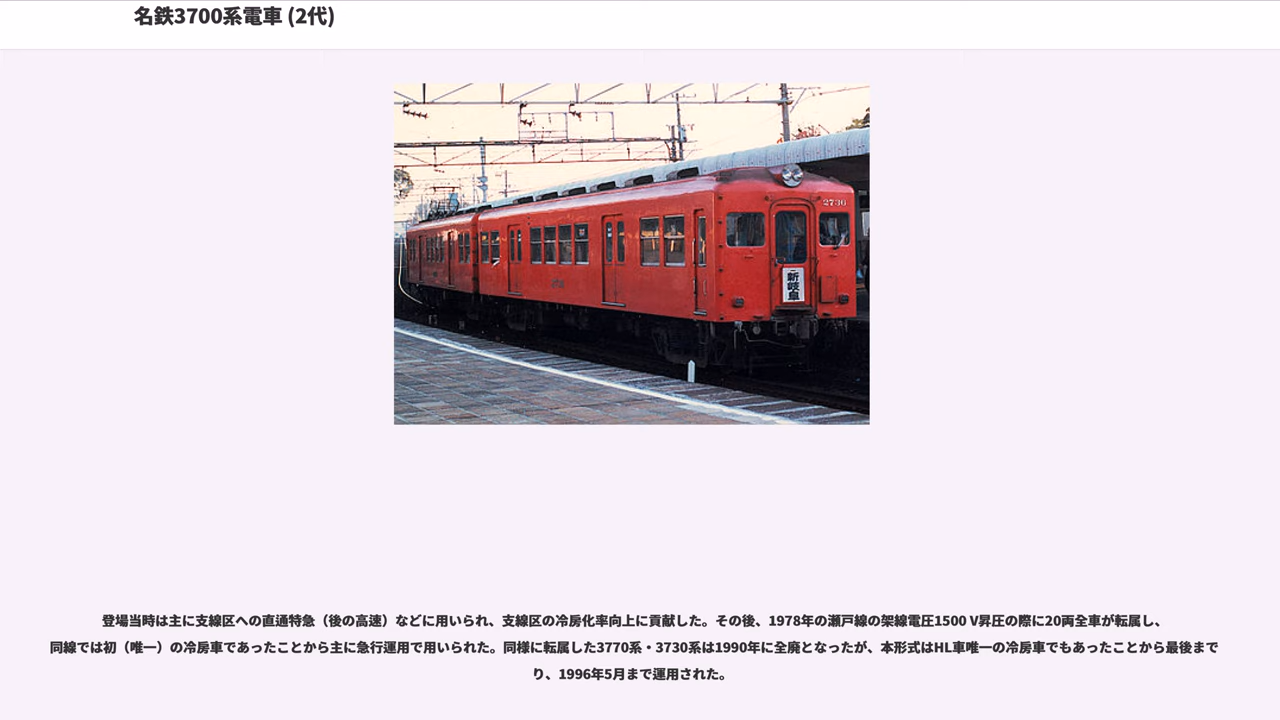 名鉄3700系電車 (2代)
2736
新岐阜
登場当時は主に支線区への直通特急（後の高速）などに用いられ、支線区の冷房化率向上に貢献した。その後、1978年の瀬戸線の架線電圧1500 V昇圧の際に20両全車が転属し、
同線では初（唯一）の冷房車であったことから主に急行運用で用いられた。同様に転属した3770系・3730系は1990年に全廃となったが、本形式はHL車唯一の冷房車でもあったことから最後まで
り、1996年5月まで運用された。